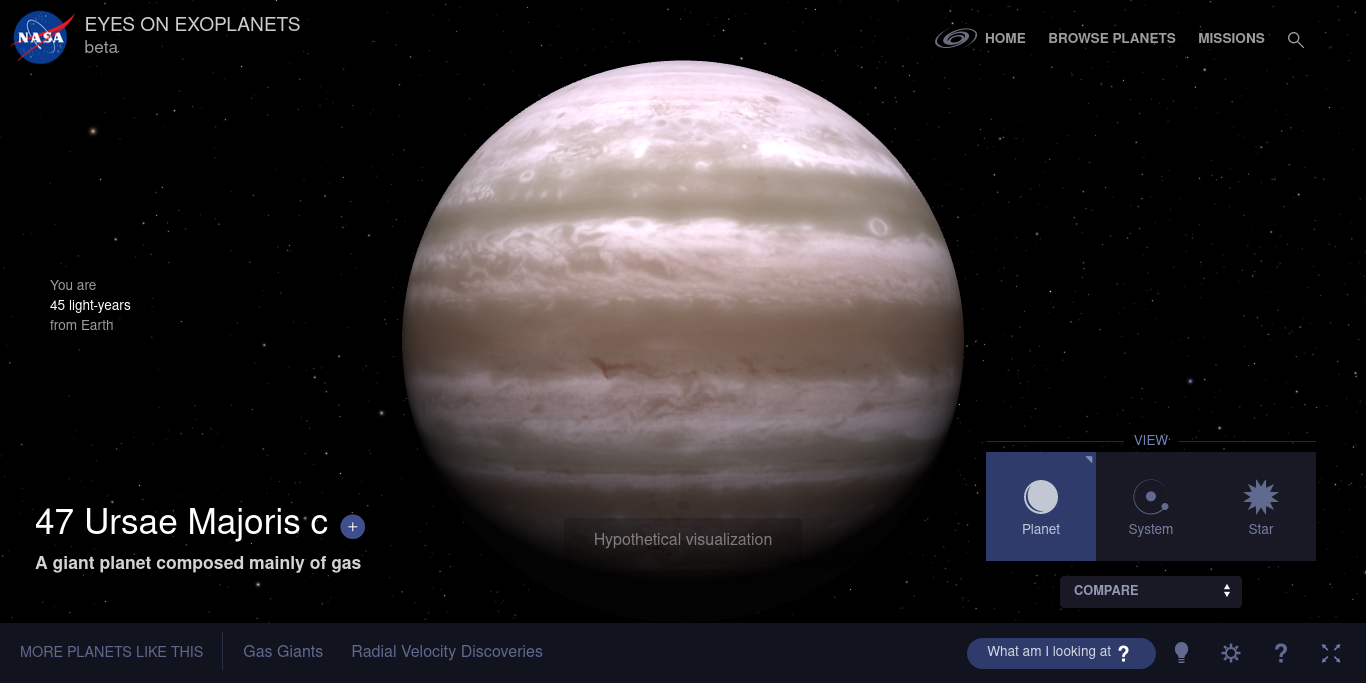 NASA
EYES ON EXOPLANETS
beta
HOME
BROWSE PLANETS
MISSIONS
You are
45 light-years
from Earth
VIEW
Planet
System
Star
47 Ursae Majoris c +
A giant planet composed mainly of gas
Hypothetical visualization
COMPARE
MORE PLANETS LIKE THIS
Gas Giants
Radial Velocity Discoveries
What am I looking at ?
?